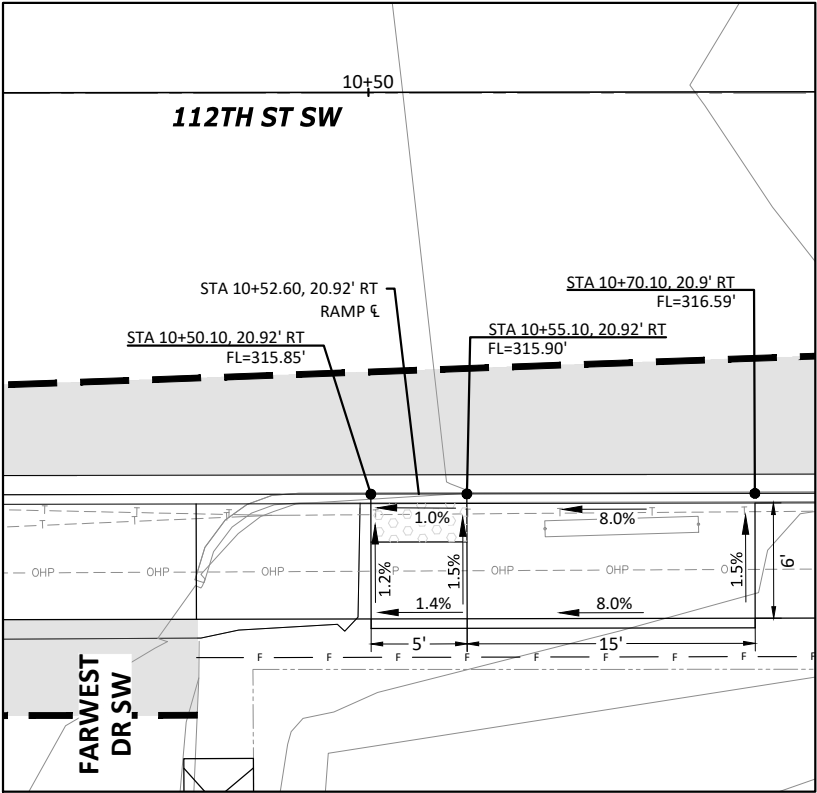 10+50
112TH ST SW
STA 10+52.60, 20.92' RT
RAMP ℄
STA 10+70.10, 20.9' RT
FL=316.59'
STA 10+50.10, 20.92' RT
FL=315.85'
STA 10+55.10, 20.92' RT
FL=315.90'
T T T T T T T
T T
1.0%
8.0%
OHP OHP OHP P OHP OHP O
1.2%
1.5%
1.5%
6'
1.4%
8.0%
5'
15'
F F F F F F F F F
FARWEST
DR SW